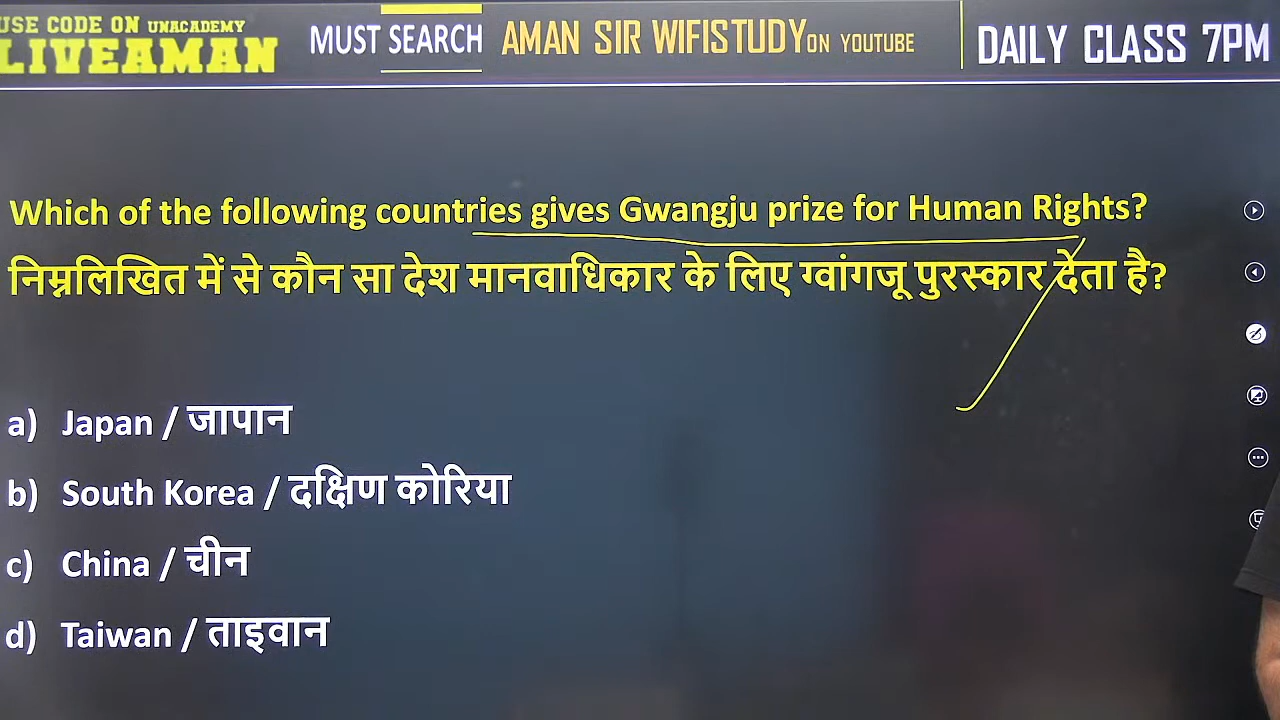 USE CODE ON UNACADEMY
LIVEAMAN
MUST SEARCH
AMAN SIR WIFISTUDY ON YOUTUBE
DAILY CLASS 7PM
Which of the following countries gives Gwangju prize for Human Rights?
निम्नलिखित में से कौन सा देश मानवाधिकार के लिए ग्वांगजू पुरस्कार देता है?
a) Japan / जापान
b) South Korea / दक्षिण कोरिया
c) China / चीन
d) Taiwan / ताइवान